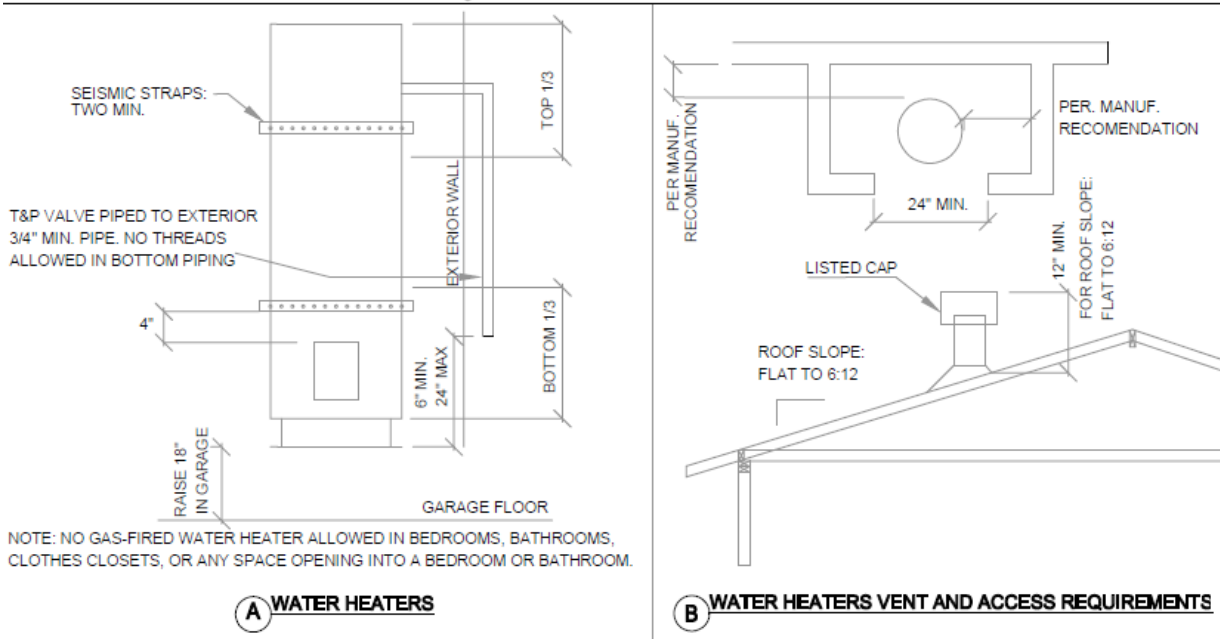 SEISMIC STRAPS:
TWO MIN.
TOP 1/3
T&P VALVE PIPED TO EXTERIOR
3/4" MIN. PIPE. NO THREADS
ALLOWED IN BOTTOM PIPING
EXTERIOR WALL
4"
6" MIN.
24" MAX
BOTTOM 1/3
RAISE 18"
IN GARAGE
GARAGE FLOOR
NOTE: NO GAS-FIRED WATER HEATER ALLOWED IN BEDROOMS, BATHROOMS,
CLOTHES CLOSETS, OR ANY SPACE OPENING INTO A BEDROOM OR BATHROOM.
A WATER HEATERS
PER MANUF.
RECOMENDATION
PER. MANUF.
RECOMENDATION
24" MIN.
LISTED CAP
12" MIN.
FOR ROOF SLOPE:
FLAT TO 6:12
ROOF SLOPE:
FLAT TO 6:12
B WATER HEATERS VENT AND ACCESS REQUIREMENTS